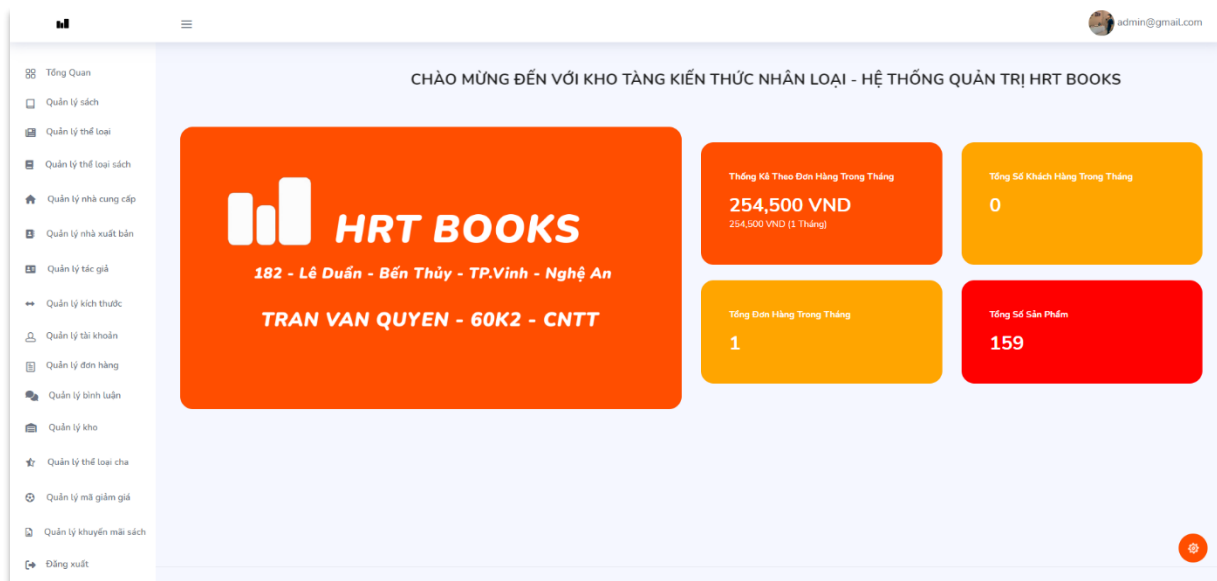 admin@gmail.com
Tổng Quan
Quản lý sách
Quản lý thể loại
Quản lý thể loại sách
Quản lý nhà cung cấp
Quản lý nhà xuất bản
Quản lý tác giả
Quản lý kích thước
Quản lý tài khoản
Quản lý đơn hàng
Quản lý bình luận
Quản lý kho
Quản lý thể loại cha
Quản lý mã giảm giá
Quản lý khuyến mãi sách
Đăng xuất
CHÀO MỪNG ĐẾN VỚI KHO TÀNG KIẾN THỨC NHÂN LOẠI - HỆ THỐNG QUẢN TRỊ HRT BOOKS
HRT BOOKS
182 - Lê Duẩn - Bến Thủy - TP.Vinh - Nghệ An
TRAN VAN QUYEN - 60K2 - CNTT
Thống Kê Theo Đơn Hàng Trong Tháng
254,500 VND
254,500 VND (1 Tháng)
Tổng Số Khách Hàng Trong Tháng
0
Tổng Đơn Hàng Trong Tháng
1
Tổng Số Sản Phẩm
159